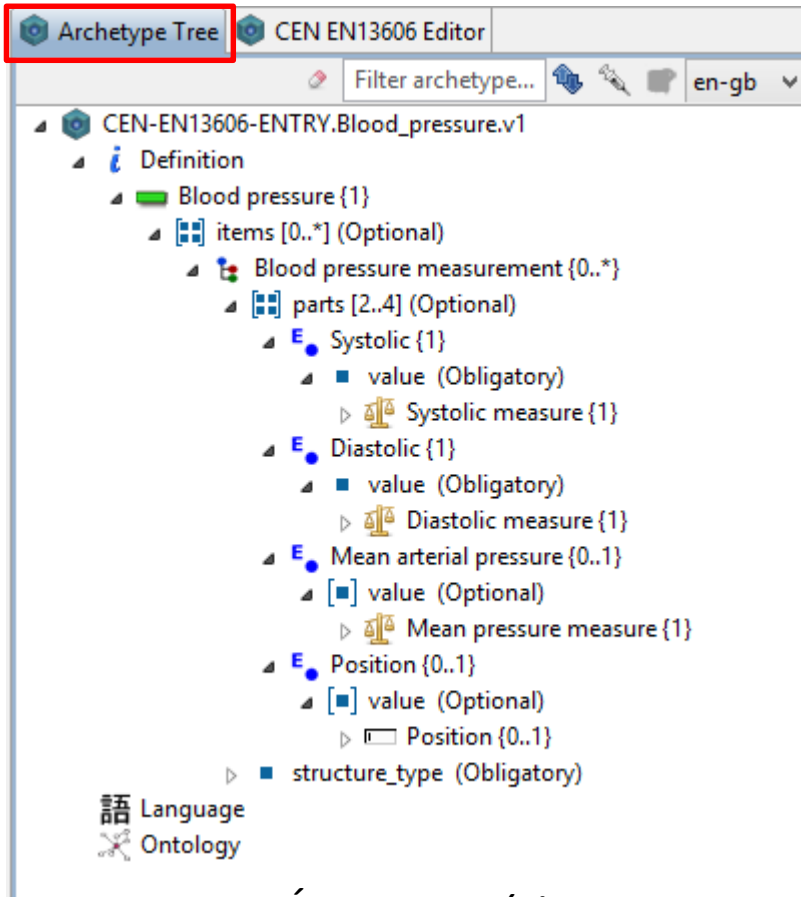 Archetype Tree CEN EN13606 Editor
Filter archetype... en-gb
CEN-EN13606-ENTRY.Blood_pressure.v1
Definition
Blood pressure {1}
items [0..*] (Optional)
Blood pressure measurement {0..*}
parts [2..4] (Optional)
Systolic {1}
value (Obligatory)
Systolic measure {1}
Diastolic {1}
value (Obligatory)
Diastolic measure {1}
Mean arterial pressure {0..1}
value (Optional)
Mean pressure measure {1}
Position {0..1}
value (Optional)
Position {0..1}
structure_type (Obligatory)
語 Language
Ontology